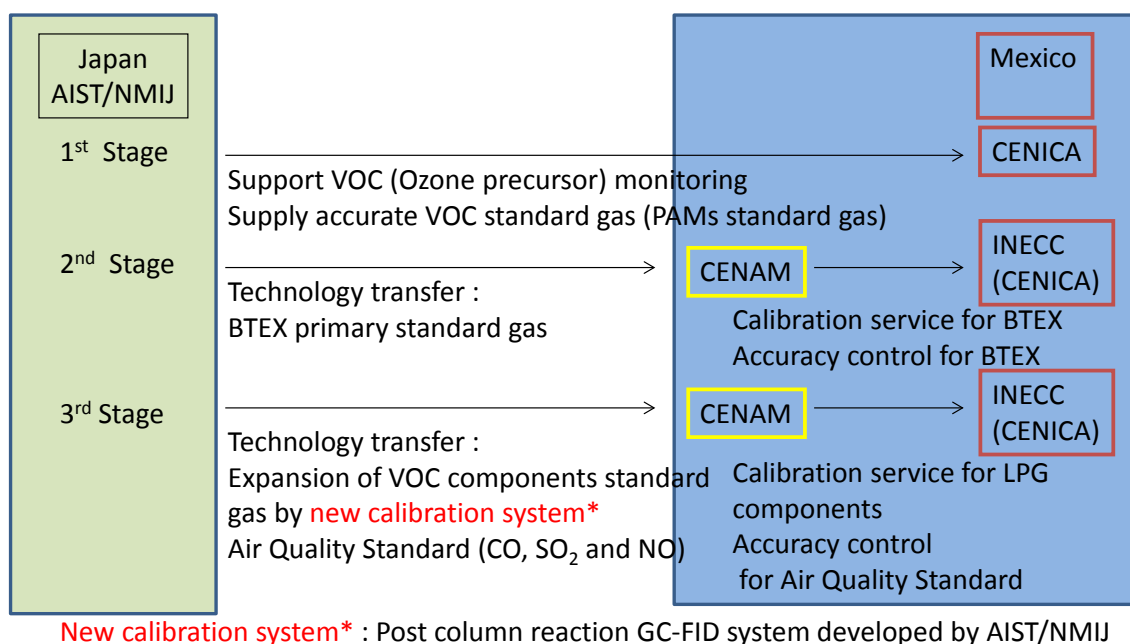 Japan
AIST/NMIJ
Mexico
1st Stage
CENICA
Support VOC (Ozone precursor) monitoring
Supply accurate VOC standard gas (PAMs standard gas)
2nd Stage
CENAM
INECC
(CENICA)
Technology transfer :
BTEX primary standard gas
Calibration service for BTEX
Accuracy control for BTEX
3rd Stage
CENAM
INECC
(CENICA)
Technology transfer :
Expansion of VOC components standard
gas by new calibration system*
Air Quality Standard (CO, SO2 and NO)
Calibration service for LPG
components
Accuracy control
for Air Quality Standard
New calibration system* : Post column reaction GC-FID system developed by AIST/NMIJ